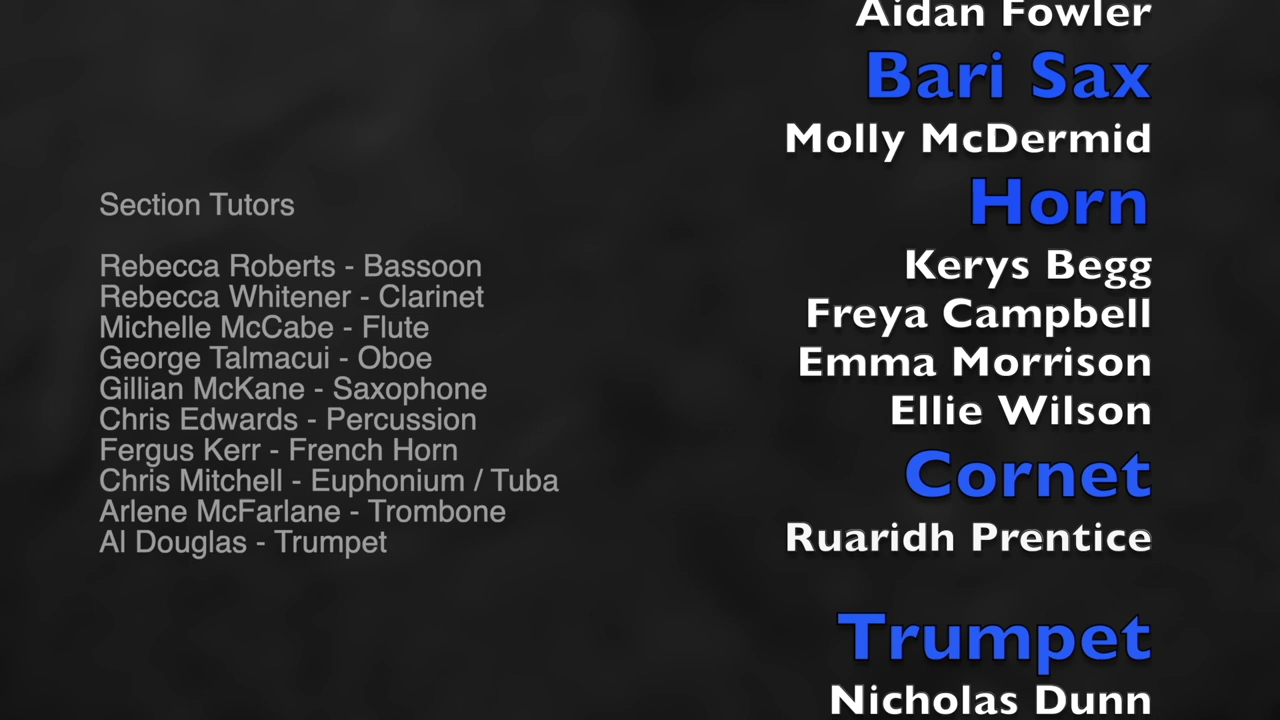 Section Tutors
Rebecca Roberts - Bassoon
Rebecca Whitener - Clarinet
Michelle McCabe - Flute
George Talmacui - Oboe
Gillian McKane - Saxophone
Chris Edwards - Percussion
Fergus Kerr - French Horn
Chris Mitchell - Euphonium / Tuba
Arlene McFarlane - Trombone
Al Douglas - Trumpet
Aidan Fowler
Bari Sax
Molly McDermid
Horn
Kerys Begg
Freya Campbell
Emma Morrison
Ellie Wilson
Cornet
Ruaridh Prentice
Trumpet
Nicholas Dunn